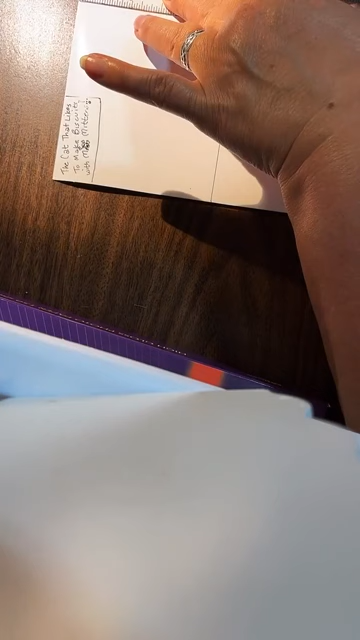 The Cat That Likes
To Make Biscuits
with Mittens